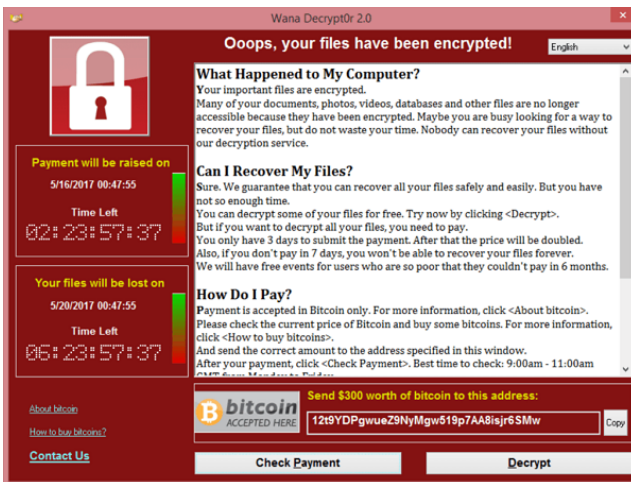 Wana Decrypt0r 2.0
Ooops, your files have been encrypted!
English
Payment will be raised on
5/16/2017 00:47:55
Time Left
02:23:57:37
Your files will be lost on
5/20/2017 00:47:55
Time Left
06:23:57:37
About bitcoin
How to buy bitcoins?
Contact Us
What Happened to My Computer?
Your important files are encrypted.
Many of your documents, photos, videos, databases and other files are no longer
accessible because they have been encrypted. Maybe you are busy looking for a way to
recover your files, but do not waste your time. Nobody can recover your files without
our decryption service.
Can I Recover My Files?
Sure. We guarantee that you can recover all your files safely and easily. But you have
not so enough time.
You can decrypt some of your files for free. Try now by clicking <Decrypt>.
But if you want to decrypt all your files, you need to pay.
You only have 3 days to submit the payment. After that the price will be doubled.
Also, if you don't pay in 7 days, you won't be able to recover your files forever.
We will have free events for users who are so poor that they couldn't pay in 6 months.
How Do I Pay?
Payment is accepted in Bitcoin only. For more information, click <About bitcoin>.
Please check the current price of Bitcoin and buy some bitcoins. For more information,
click <How to buy bitcoins>.
And send the correct amount to the address specified in this window.
After your payment, click <Check Payment>. Best time to check: 9:00am - 11:00am
GMT from Monday to Friday.
bitcoin
ACCEPTED HERE
Send $300 worth of bitcoin to this address:
12t9YDPgwueZ9NyMgw519p7AA8isjr6SMw
Copy
Check Payment
Decrypt